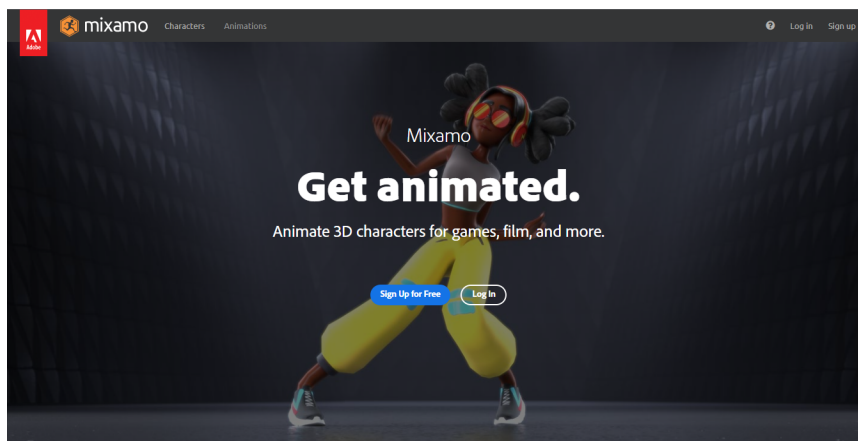 Adobe
mixamo Characters Animations ? Log in Sign up
Mixamo
Get animated.
Animate 3D characters for games, film, and more.
Sign Up for Free Log In